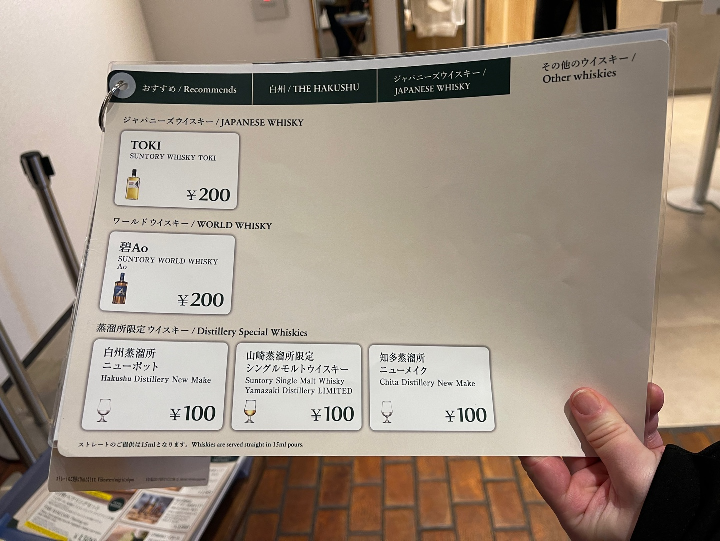 おすすめ / Recommends
白州 / THE HAKUSHU
ジャパニーズウイスキー /
JAPANESE WHISKY
その他のウイスキー /
Other whiskies
ジャパニーズウイスキー / JAPANESE WHISKY
TOKI
SUNTORY WHISKY TOKI
¥200
ワールドウイスキー / WORLD WHISKY
碧Ao
SUNTORY WORLD WHISKY
Ao
¥200
蒸溜所限定ウイスキー / Distillery Special Whiskies
白州蒸溜所
ニューポット
Hakushu Distillery New Make
¥100
山崎蒸溜所限定
シングルモルトウイスキー
Suntory Single Malt Whisky
Yamazaki Distillery LIMITED
¥100
知多蒸溜所
ニューメイク
Chita Distillery New Make
¥100
ストレートのご提供は15mlとなります。Whiskies are served straight in 15ml pours.